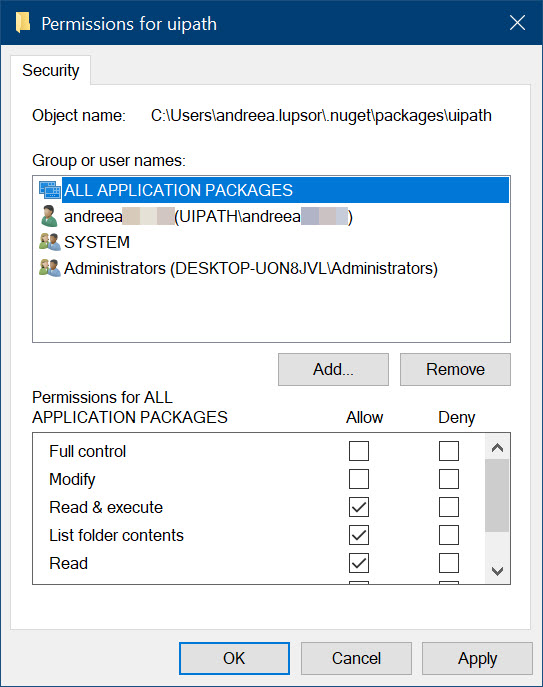 Permissions for uipath
Security
Object name: C:\Users\andreea.lupsor\.nuget\packages\uipath
Group or user names:
ALL APPLICATION PACKAGES
andreea (UIPATH\andreea )
SYSTEM
Administrators (DESKTOP-UON8JVL\Administrators)
Add... Remove
Permissions for ALL
APPLICATION PACKAGES Allow Deny
Full control
Modify
Read & execute
List folder contents
Read
OK Cancel Apply